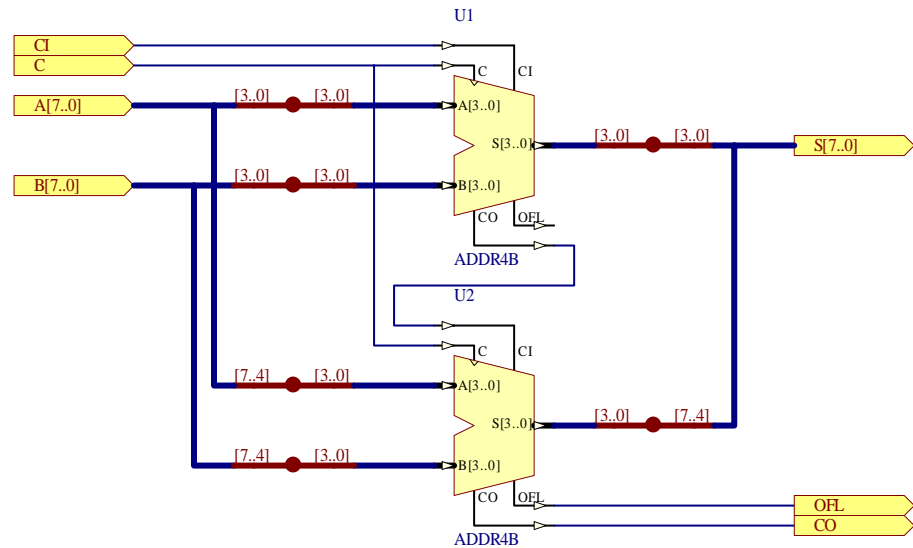 U1
CI
C
C
CI
A[7..0]
[3..0] [3..0]
A[3..0]
S[3..0]
[3..0] [3..0]
S[7..0]
B[7..0]
[3..0] [3..0]
B[3..0]
CO
OFL
ADDR4B
U2
C
CI
[7..4] [3..0]
A[3..0]
S[3..0]
[3..0] [7..4]
[7..4] [3..0]
B[3..0]
CO
OFL
OFL
CO
ADDR4B